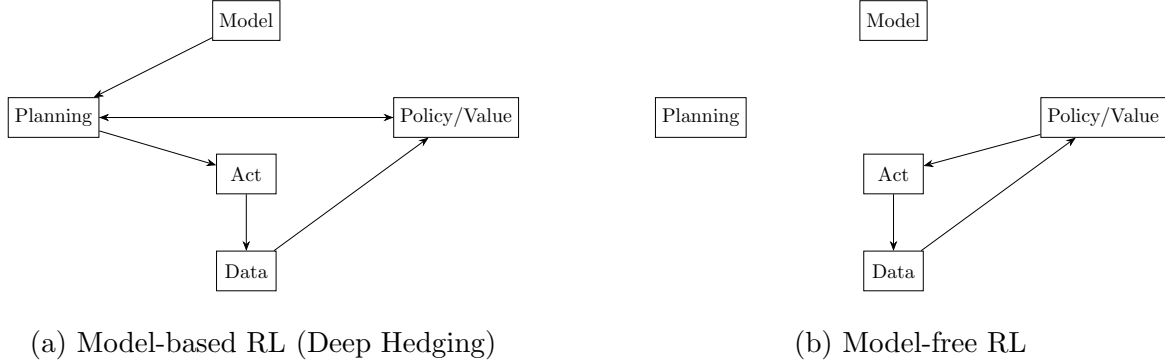 Model
Planning
Policy/Value
Act
Data
(a) Model-based RL (Deep Hedging)
Model
Planning
Policy/Value
Act
Data
(b) Model-free RL